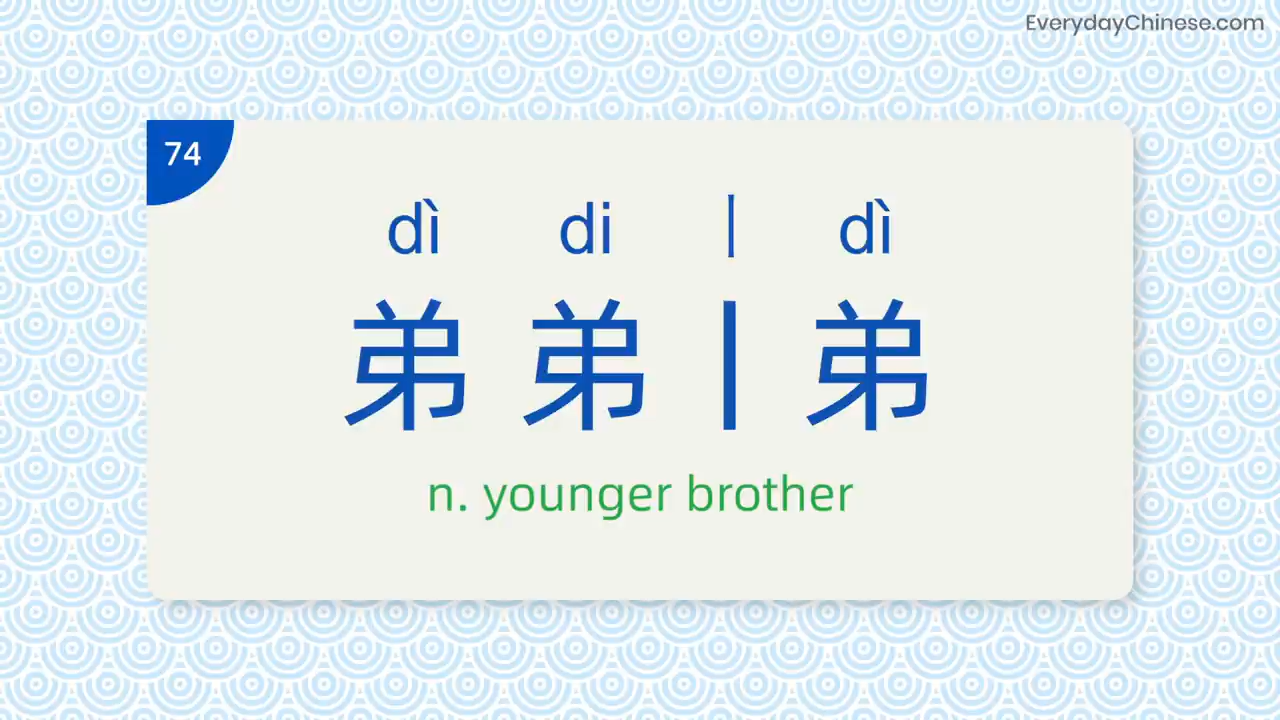 EverydayChinese.com
74
dì di | dì
弟弟 | 弟
n. younger brother